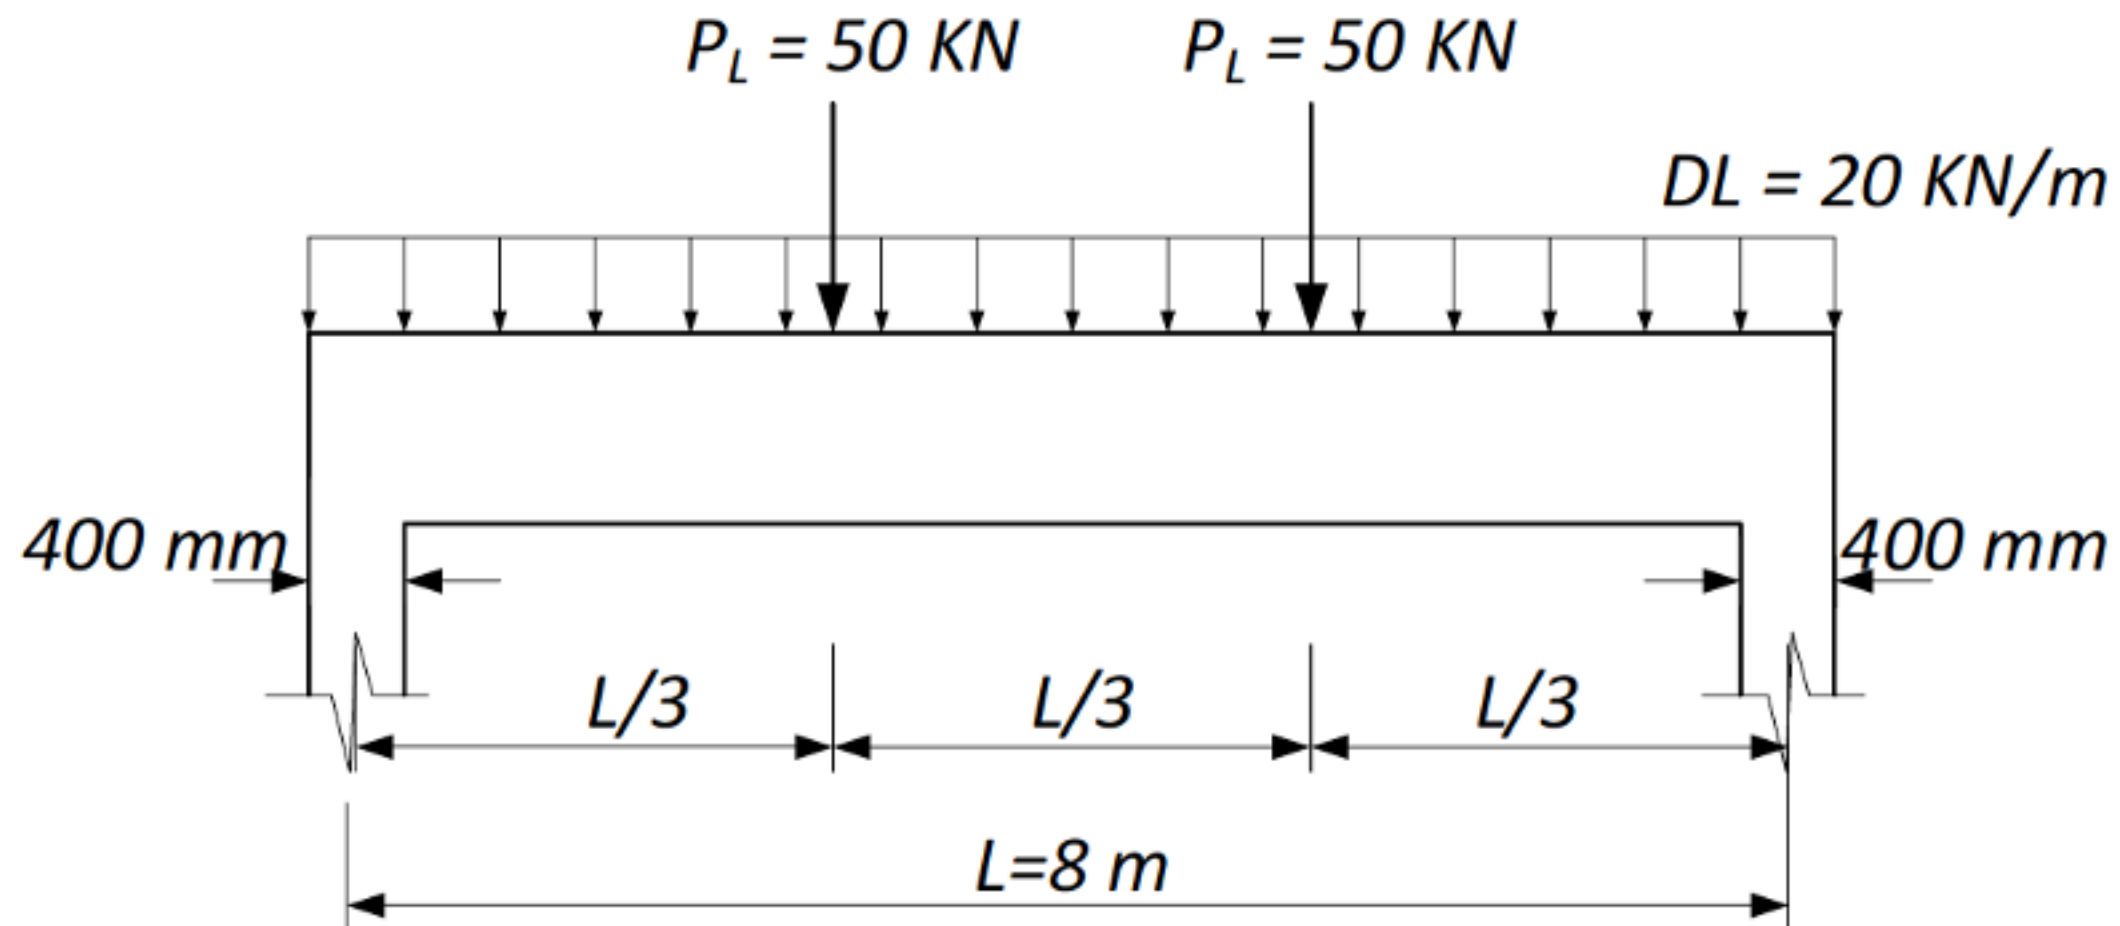 P_L = 50 KN
P_L = 50 KN
DL = 20 KN/m
400 mm
400 mm
L/3
L/3
L/3
L=8 m